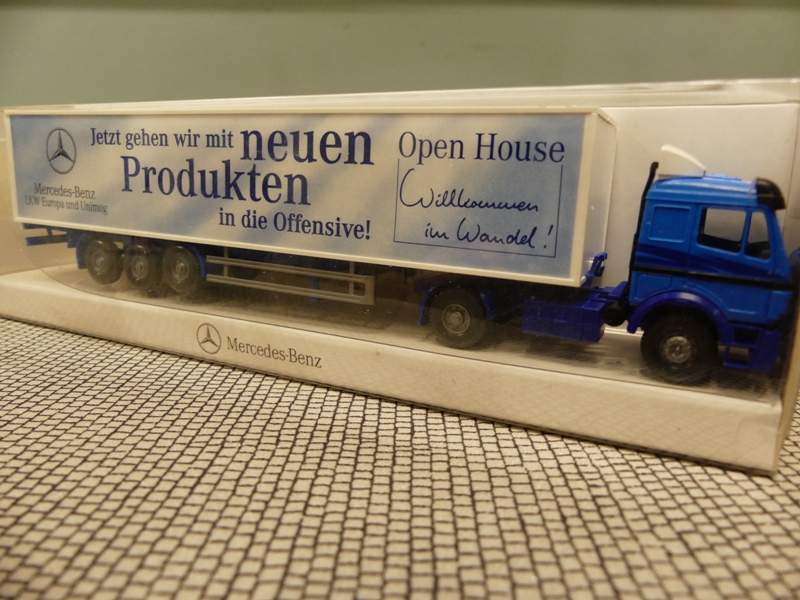 Jetzt gehen wir mit neuen
Produkten
in die Offensive!
Mercedes-Benz
LKW Europa und Unimog
Open House
Willkommen
im Wandel!
Mercedes-Benz